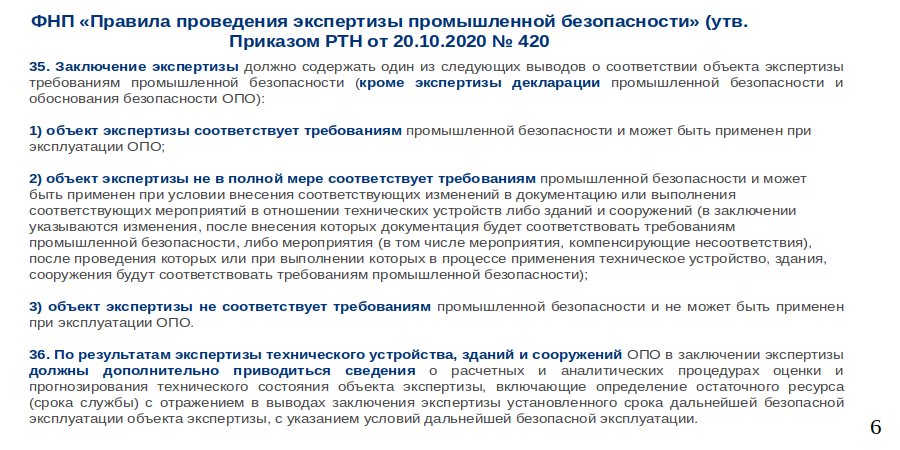 ФНП «Правила проведения экспертизы промышленной безопасности» (утв.
Приказом РТН от 20.10.2020 № 420
35. Заключение экспертизы должно содержать один из следующих выводов о соответствии объекта экспертизы
требованиям промышленной безопасности (кроме экспертизы декларации промышленной безопасности и
обоснования безопасности ОПО):
1) объект экспертизы соответствует требованиям промышленной безопасности и может быть применен при
эксплуатации ОПО;
2) объект экспертизы не в полной мере соответствует требованиям промышленной безопасности и может
быть применен при условии внесения соответствующих изменений в документацию или выполнения
соответствующих мероприятий в отношении технических устройств либо зданий и сооружений (в заключении
указываются изменения, после внесения которых документация будет соответствовать требованиям
промышленной безопасности, либо мероприятия (в том числе мероприятия, компенсирующие несоответствия),
после проведения которых или при выполнении которых в процессе применения техническое устройство, здания,
сооружения будут соответствовать требованиям промышленной безопасности);
3) объект экспертизы не соответствует требованиям промышленной безопасности и не может быть применен
при эксплуатации ОПО.
36. По результатам экспертизы технического устройства, зданий и сооружений ОПО в заключении экспертизы
должны дополнительно приводиться сведения о расчетных и аналитических процедурах оценки и
прогнозирования технического состояния объекта экспертизы, включающие определение остаточного ресурса
(срока службы) с отражением в выводах заключения экспертизы установленного срока дальнейшей безопасной
эксплуатации объекта экспертизы, с указанием условий дальнейшей безопасной эксплуатации.
6